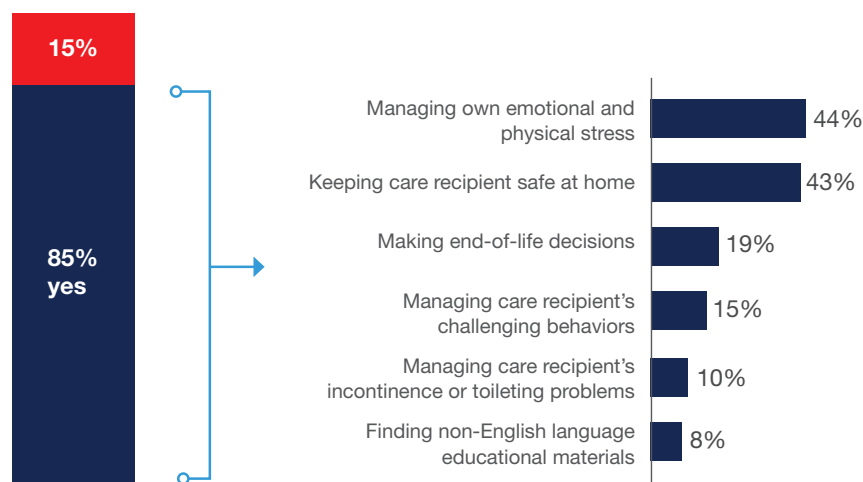 15%
85%
yes
Managing own emotional and
physical stress
44%
Keeping care recipient safe at home
43%
Making end-of-life decisions
19%
Managing care recipient's
challenging behaviors
15%
Managing care recipient's
incontinence or toileting problems
10%
Finding non-English language
educational materials
8%